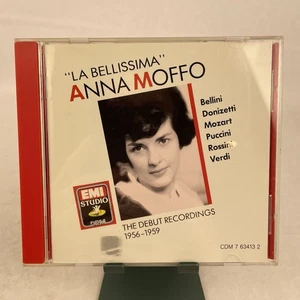 "LA BELLISSIMA"
ANNA MOFFO
Bellini
Donizetti
Mozart
Puccini
Rossini
Verdi
EMI
STUDIO
THE DEBUT RECORDINGS
1956-1959
CDM 7 63413 2